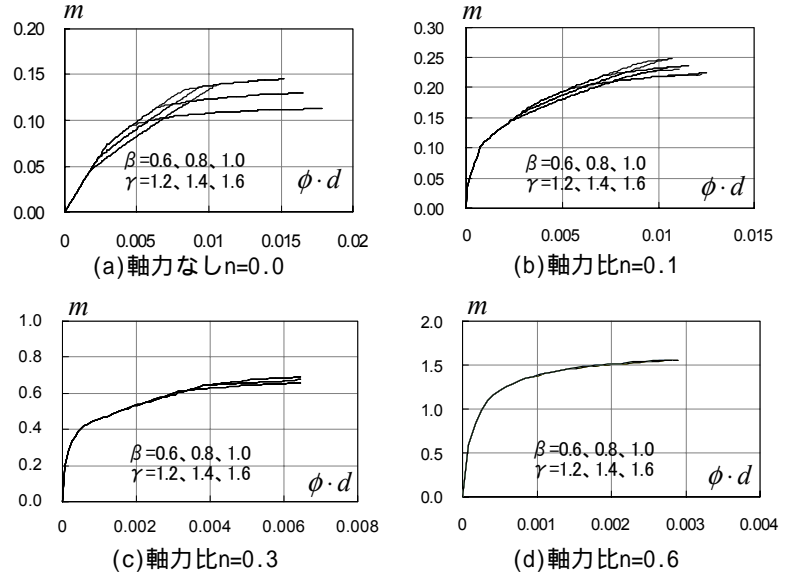 m
0.20
0.15
0.10
0.05
0.00
β=0.6、0.8、1.0
γ=1.2、1.4、1.6
ϕ·d
0 0.005 0.010 0.015 0.02
(a)軸力なしn=0.0
m
0.30
0.25
0.20
0.15
0.10
0.05
0.00
β=0.6、0.8、1.0
γ=1.2、1.4、1.6
ϕ·d
0 0.005 0.010 0.015
(b)軸力比n=0.1
m
1.0
0.8
0.6
0.4
0.2
0.0
β=0.6、0.8、1.0
γ=1.2、1.4、1.6
ϕ·d
0 0.002 0.004 0.006 0.008
(c)軸力比n=0.3
m
2.0
1.5
1.0
0.5
0.0
β=0.6、0.8、1.0
γ=1.2、1.4、1.6
ϕ·d
0 0.001 0.002 0.003 0.004
(d)軸力比n=0.6